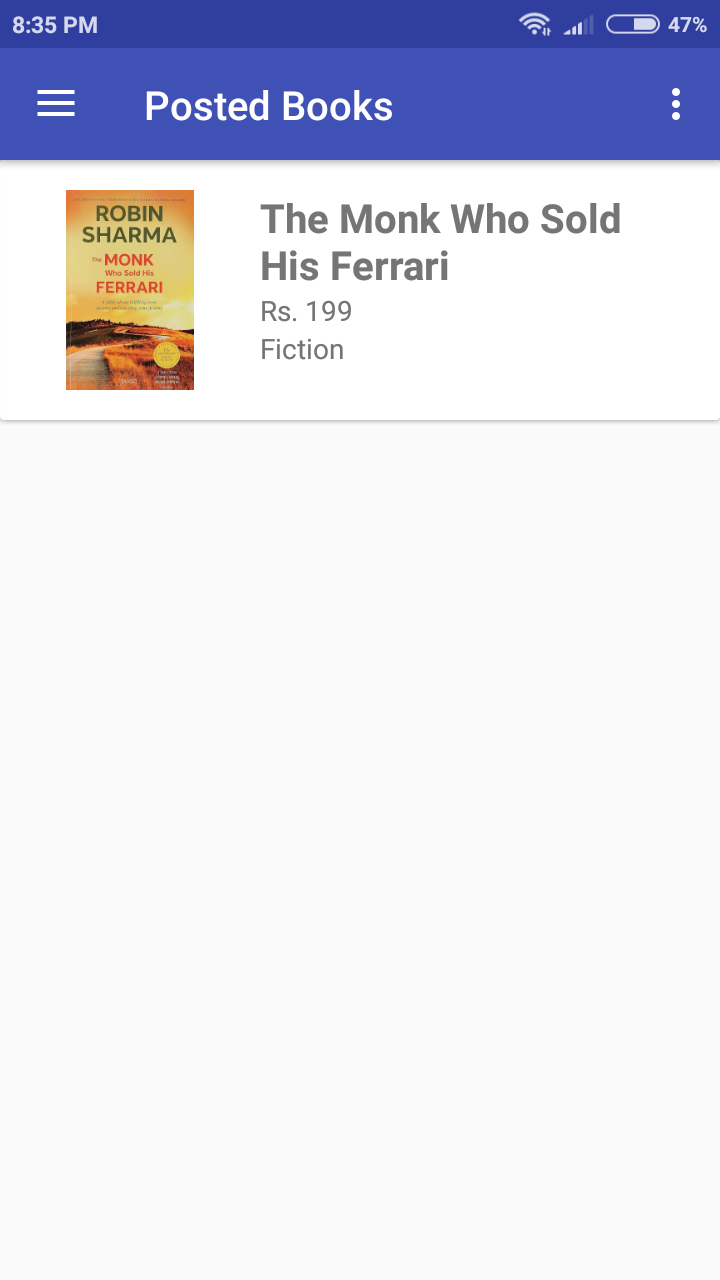 8:35 PM
47%
Posted Books
ROBIN
SHARMA
The MONK
Who Sold His
FERRARI
The Monk Who Sold
His Ferrari
Rs. 199
Fiction